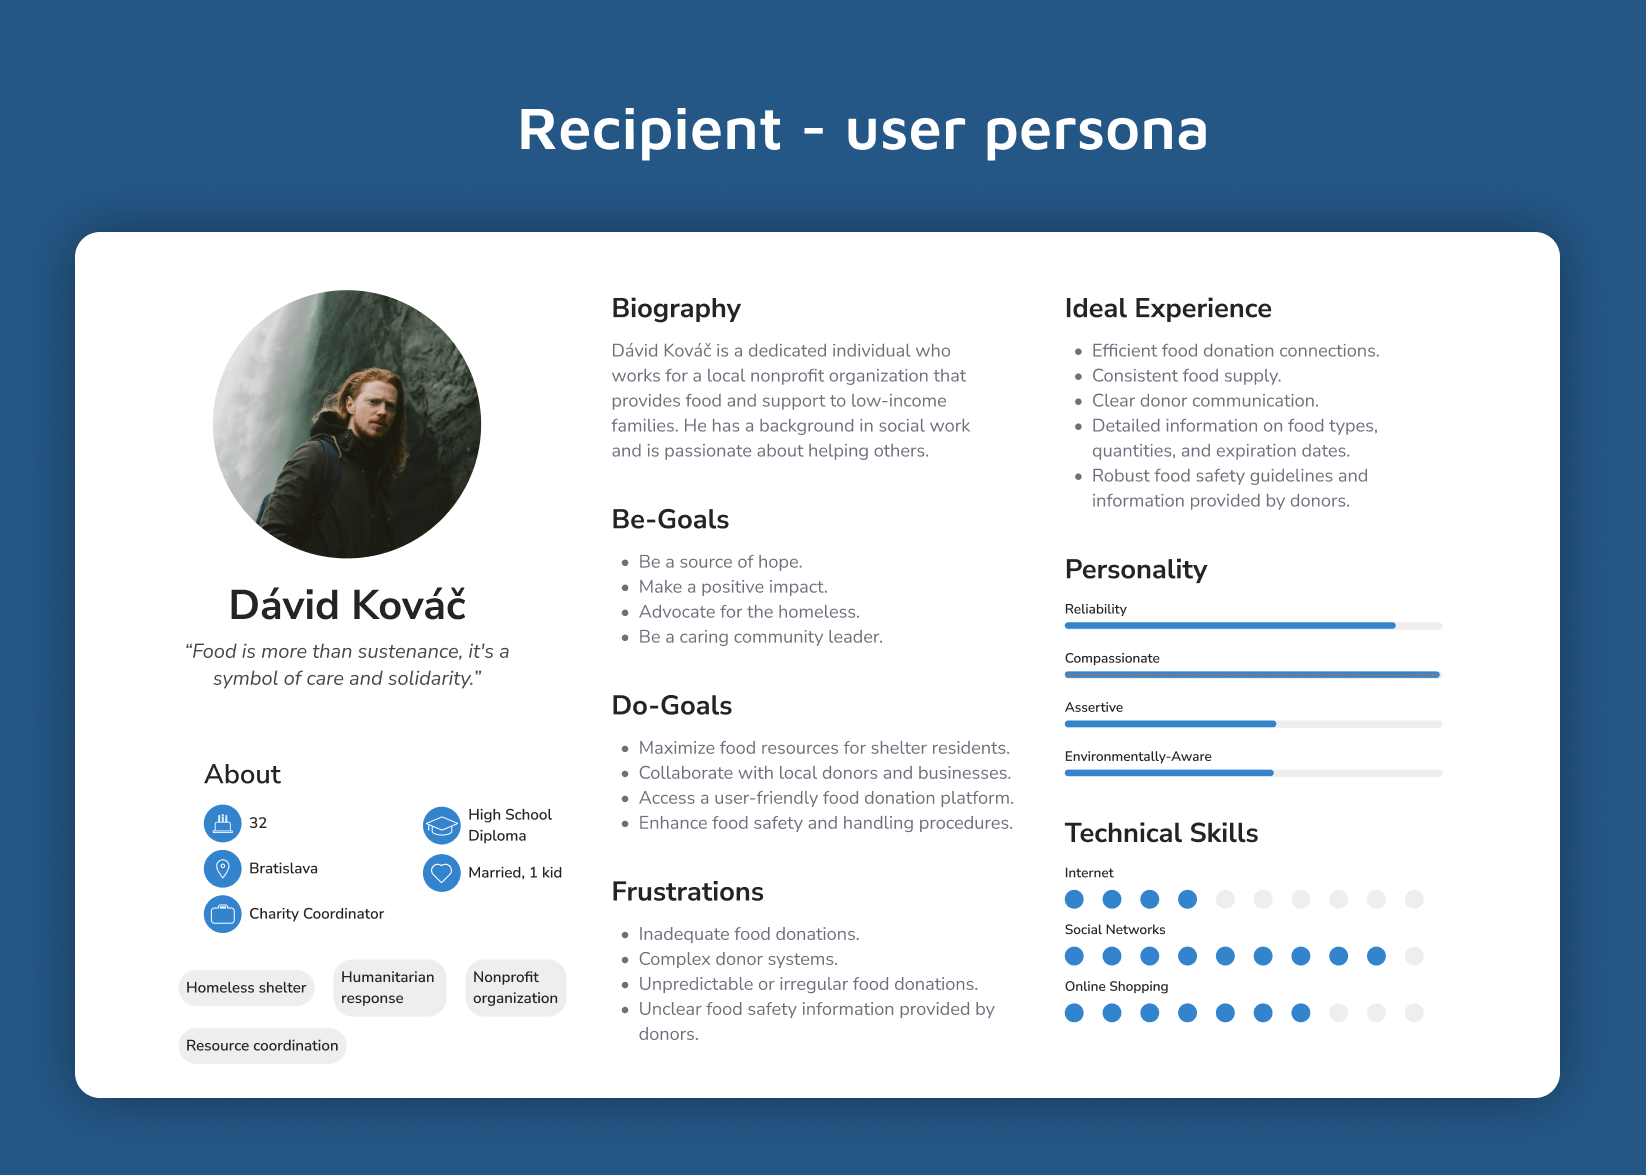 Recipient - user persona
Dávid Kováč
“Food is more than sustenance, it's a
symbol of care and solidarity.”
About
32
Bratislava
Charity Coordinator
High School
Diploma
Married, 1 kid
Homeless shelter
Humanitarian
response
Nonprofit
organization
Resource coordination
Biography
Dávid Kováč is a dedicated individual who
works for a local nonprofit organization that
provides food and support to low-income
families. He has a background in social work
and is passionate about helping others.
Be-Goals
• Be a source of hope.
• Make a positive impact.
• Advocate for the homeless.
• Be a caring community leader.
Do-Goals
• Maximize food resources for shelter residents.
• Collaborate with local donors and businesses.
• Access a user-friendly food donation platform.
• Enhance food safety and handling procedures.
Frustrations
• Inadequate food donations.
• Complex donor systems.
• Unpredictable or irregular food donations.
• Unclear food safety information provided by
donors.
Ideal Experience
• Efficient food donation connections.
• Consistent food supply.
• Clear donor communication.
• Detailed information on food types,
quantities, and expiration dates.
• Robust food safety guidelines and
information provided by donors.
Personality
Reliability
Compassionate
Assertive
Environmentally-Aware
Technical Skills
Internet
Social Networks
Online Shopping